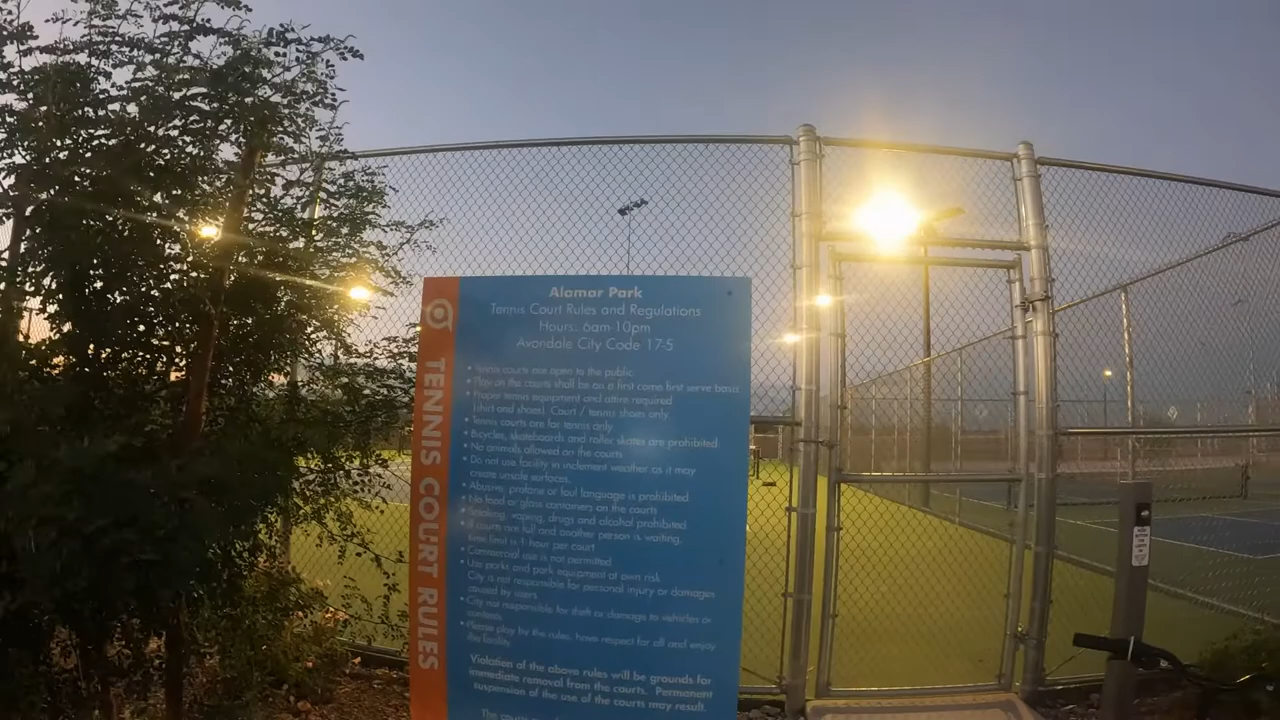 TENNIS COURT RULES
Alamar Park
Tennis Court Rules and Regulations
Hours: 6am-10pm
Avondale City Code 17-5
• Tennis courts are open to the public.
• Play on the courts shall be on a first come first serve basis.
• Proper tennis equipment and attire required
(shirt and shoes). Court / tennis shoes only.
• Tennis courts are for tennis only
• Bicycles, skateboards and roller skates are prohibited.
• No animals allowed on the courts
• Do not use facility in inclement weather as it may
create unsafe surfaces.
• Abusive, profane or foul language is prohibited
• No food or glass containers on the courts
• Smoking, vaping, drugs and alcohol prohibited
• If courts are full and another person is waiting,
time limit is 1 hour per court
• Commercial use is not permitted
• Use parks and park equipment at own risk
City is not responsible for personal injury or damages
caused by users.
• City not responsible for theft or damage to vehicles or
contents
• Please play by the rules, have respect for all and enjoy
the facility.
Violation of the above rules will be grounds for
immediate removal from the courts. Permanent
suspension of the use of the courts may result.
The courts